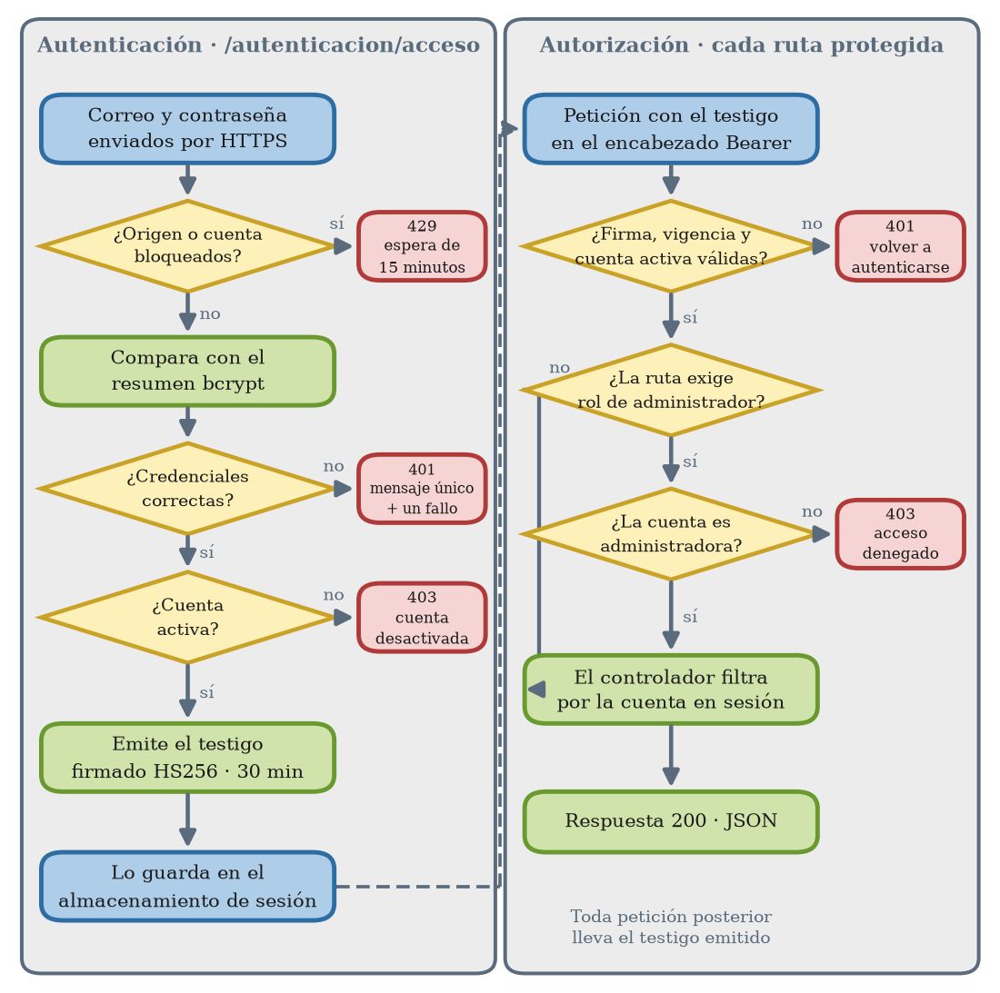 Autenticación · /autenticacion/acceso
Correo y contraseña
enviados por HTTPS
¿Origen o cuenta
bloqueados?
sí
429
espera de
15 minutos
no
Compara con el
resumen bcrypt
¿Credenciales
correctas?
no
401
mensaje único
+ un fallo
sí
¿Cuenta
activa?
no
403
cuenta
desactivada
sí
Emite el testigo
firmado HS256 · 30 min
Lo guarda en el
almacenamiento de sesión
Autorización · cada ruta protegida
Petición con el testigo
en el encabezado Bearer
¿Firma, vigencia y
cuenta activa válidas?
no
401
volver a
autenticarse
sí
¿La ruta exige
rol de administrador?
no
sí
¿La cuenta es
administradora?
no
403
acceso
denegado
sí
El controlador filtra
por la cuenta en sesión
Respuesta 200 · JSON
Toda petición posterior
lleva el testigo emitido